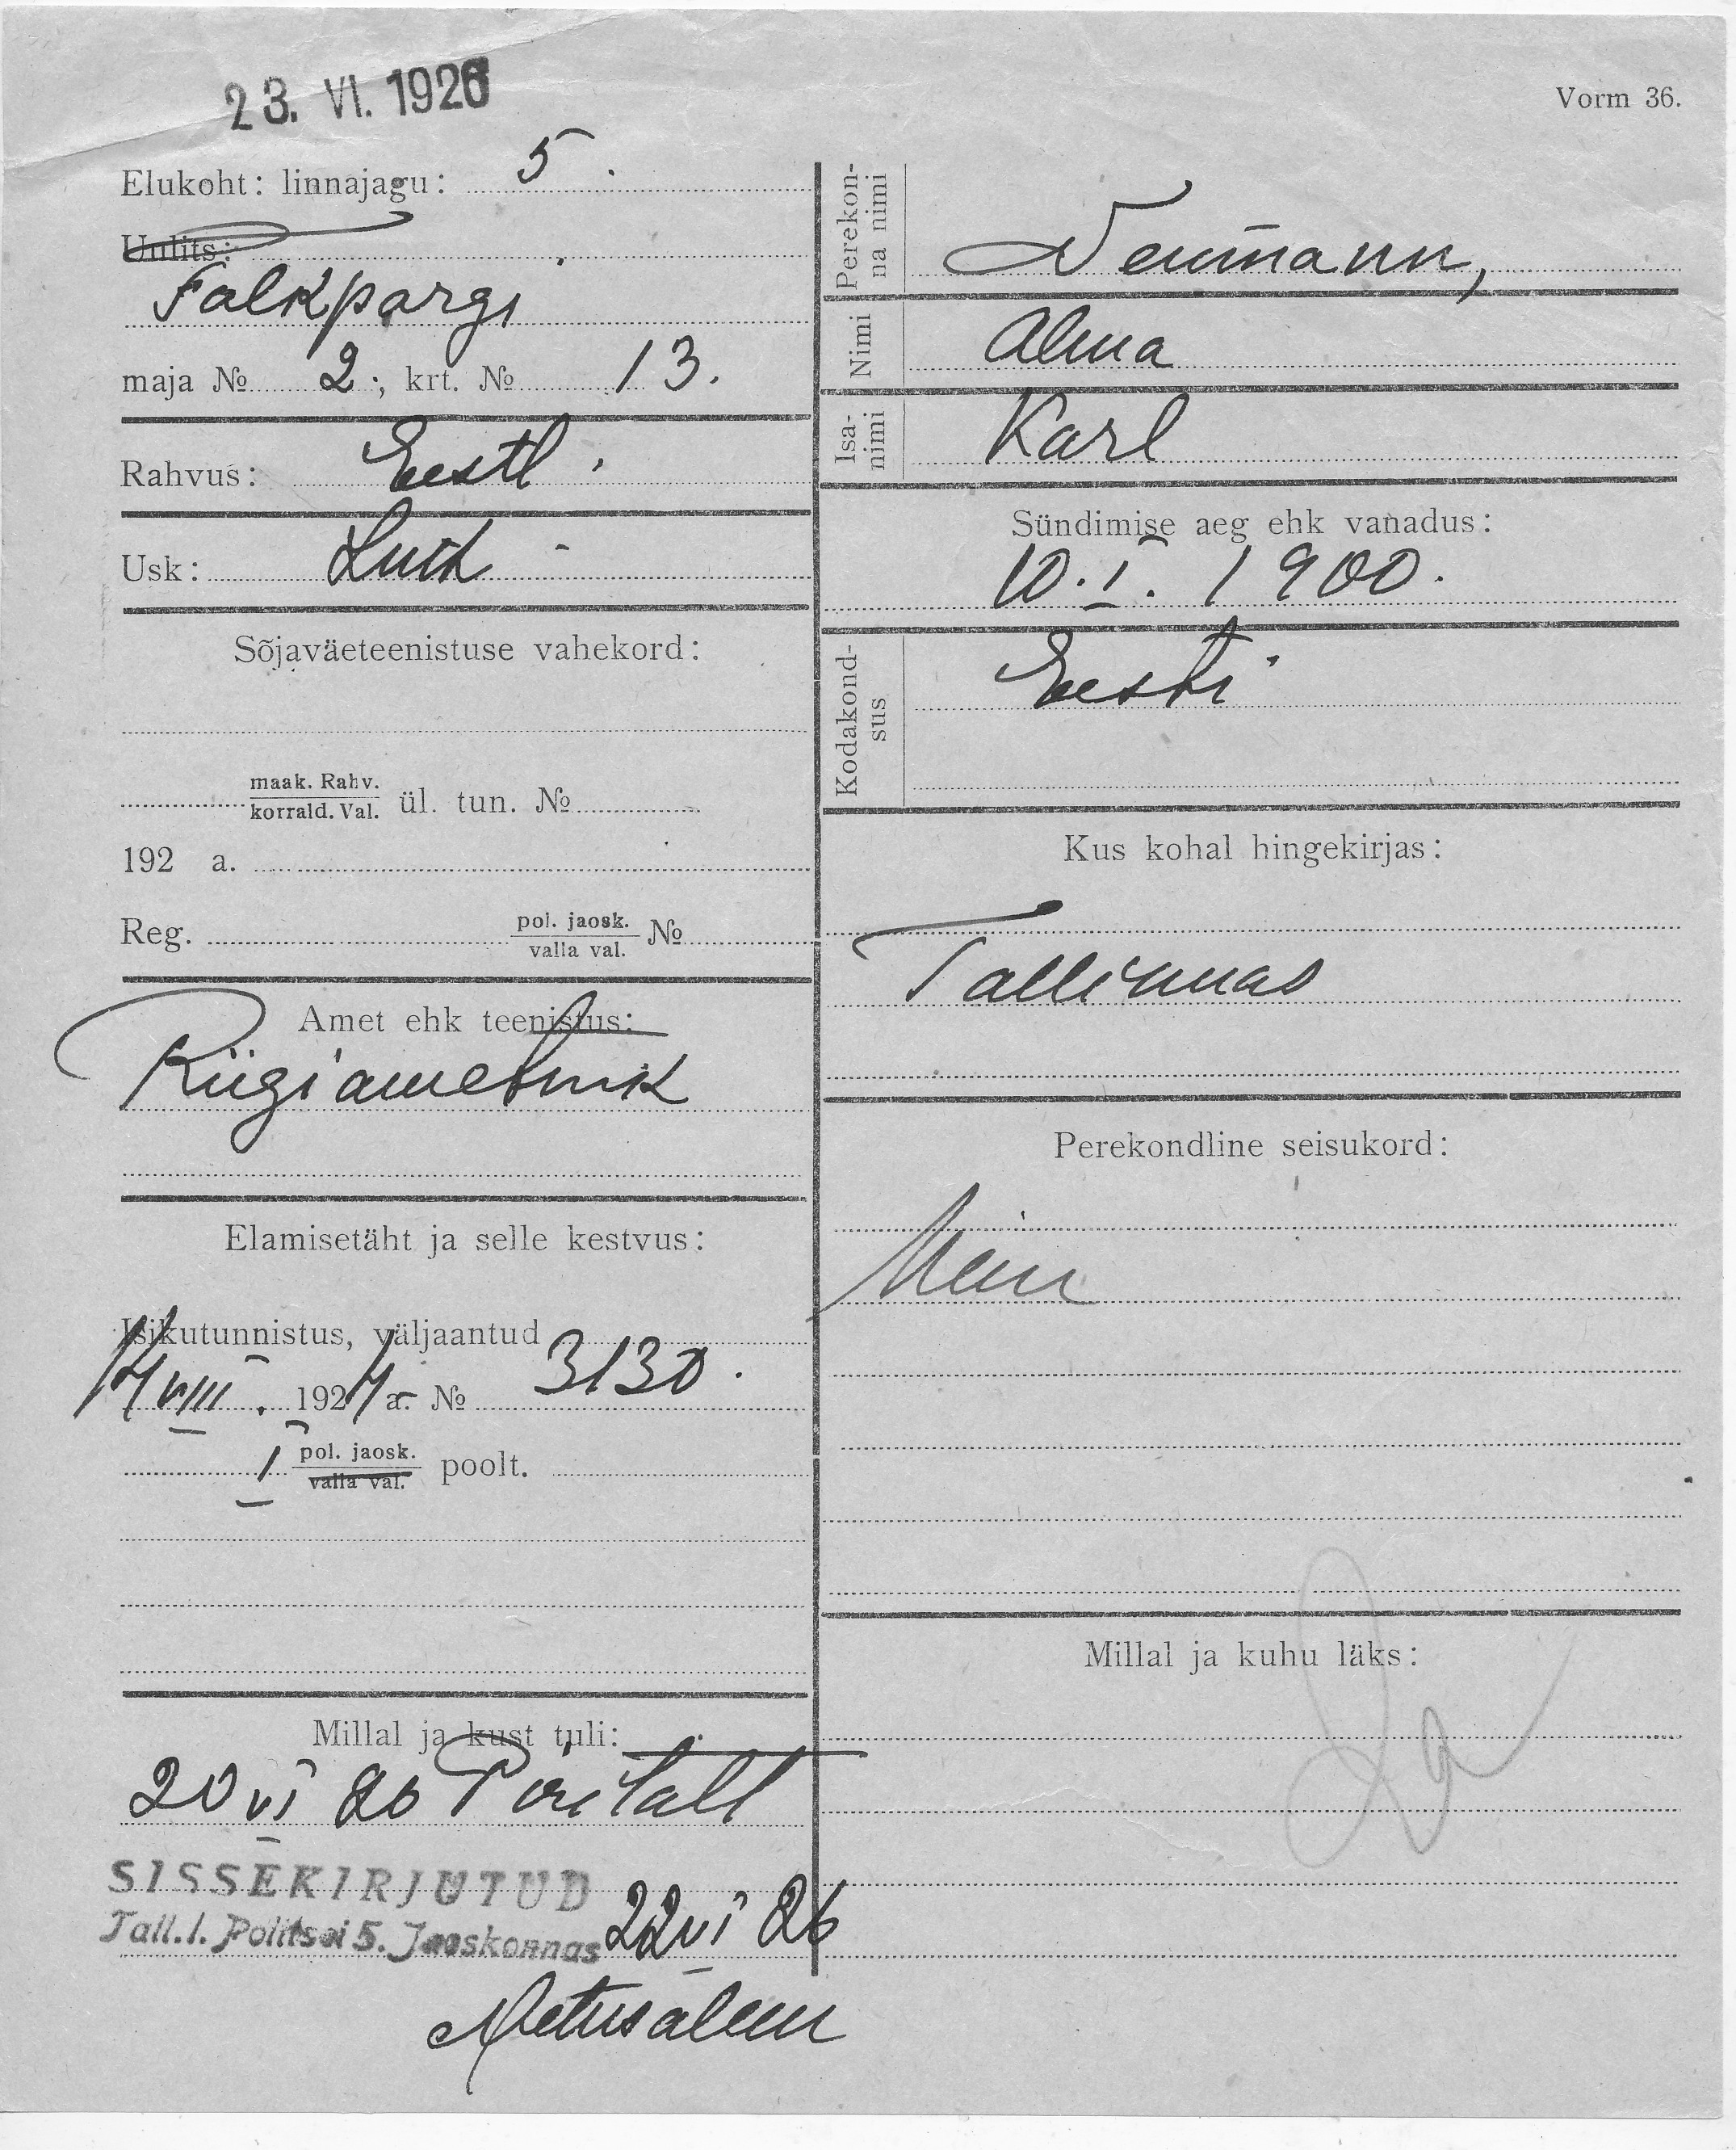 23. VI. 1926
Vorm 36.
Elukoht: linnajagu: 5.
Uulits:
Falkpargi
maja № 2, krt. № 13.
Rahvus: Eestl.
Usk: Luth
Sõjaväeteenistuse vahekord:
maak. Rahv.
korrald. Val. ül. tun. №
192 a.
Reg. pol. jaosk.
valla val. №
Amet ehk teenistus:
Riigiametnik
Elamisetäht ja selle kestvus:
Isikutunnistus, väljaantud
14 VIII. 1924 a. № 3130.
I pol. jaosk.
valla val. poolt.
Millal ja kust tuli:
20 VI 26
SISSEKIRJUTUD
Tall. l. Politsei 5. Jaoskonnas 22 VI 26
Metusalem
Perekonna nimi
Neumann,
Nimi
Alma
Isanimi
Karl
Sündimise aeg ehk vanadus:
10. I. 1900.
Kodakondsus
Eesti
Kus kohal hingekirjas:
Tallinnas
Perekondline seisukord:
Millal ja kuhu läks: